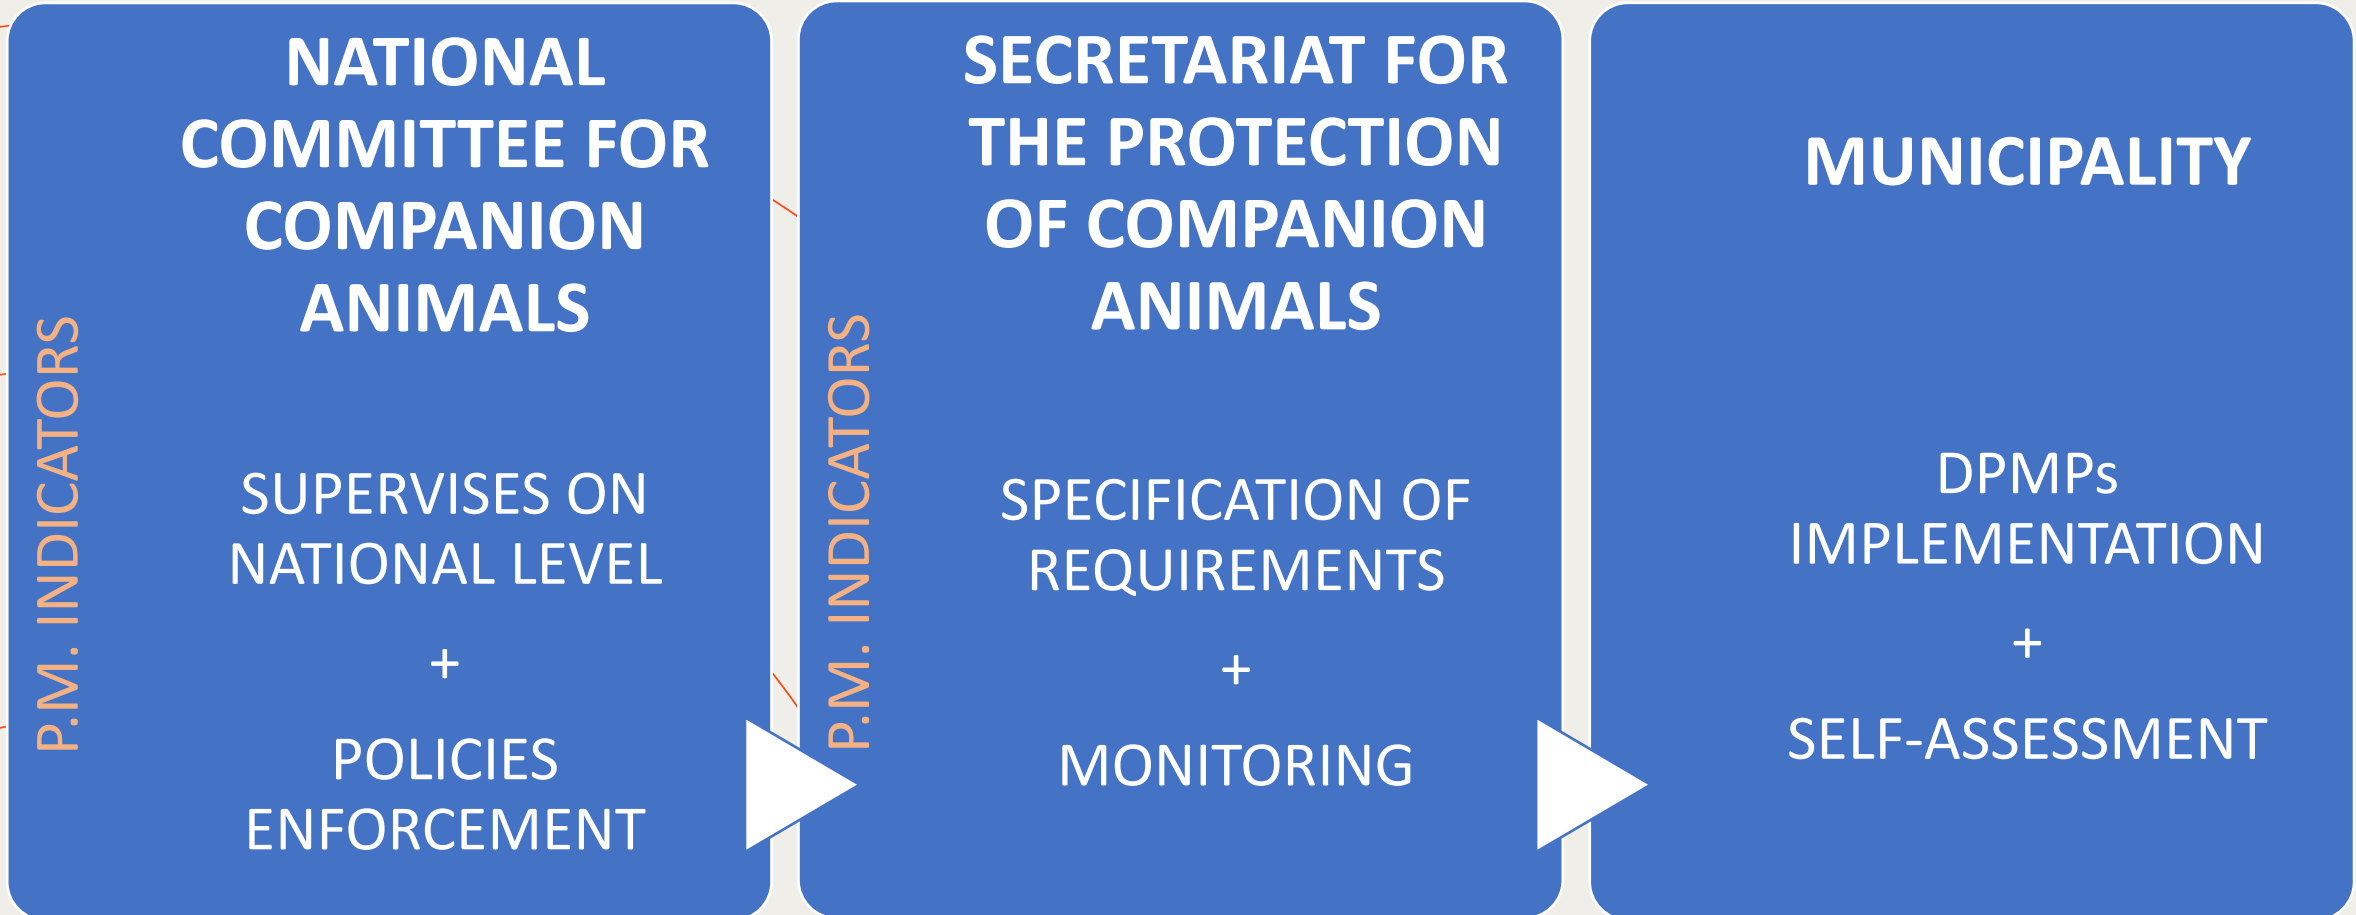 NATIONAL
COMMITTEE FOR
COMPANION
ANIMALS
P.M. INDICATORS
SUPERVISES ON
NATIONAL LEVEL
+
POLICIES
ENFORCEMENT
SECRETARIAT FOR
THE PROTECTION
OF COMPANION
ANIMALS
P.M. INDICATORS
SPECIFICATION OF
REQUIREMENTS
+
MONITORING
MUNICIPALITY
DPMPs
IMPLEMENTATION
+
SELF-ASSESSMENT